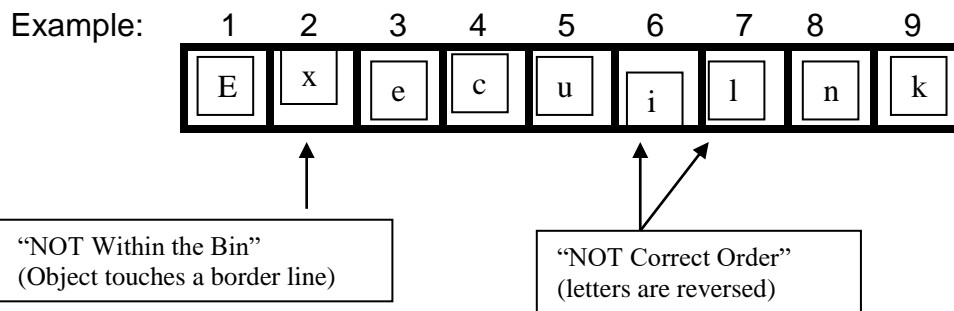 Example: 1 2 3 4 5 6 7 8 9
E x e c u i l n k
“NOT Within the Bin”
(Object touches a border line)
“NOT Correct Order”
(letters are reversed)